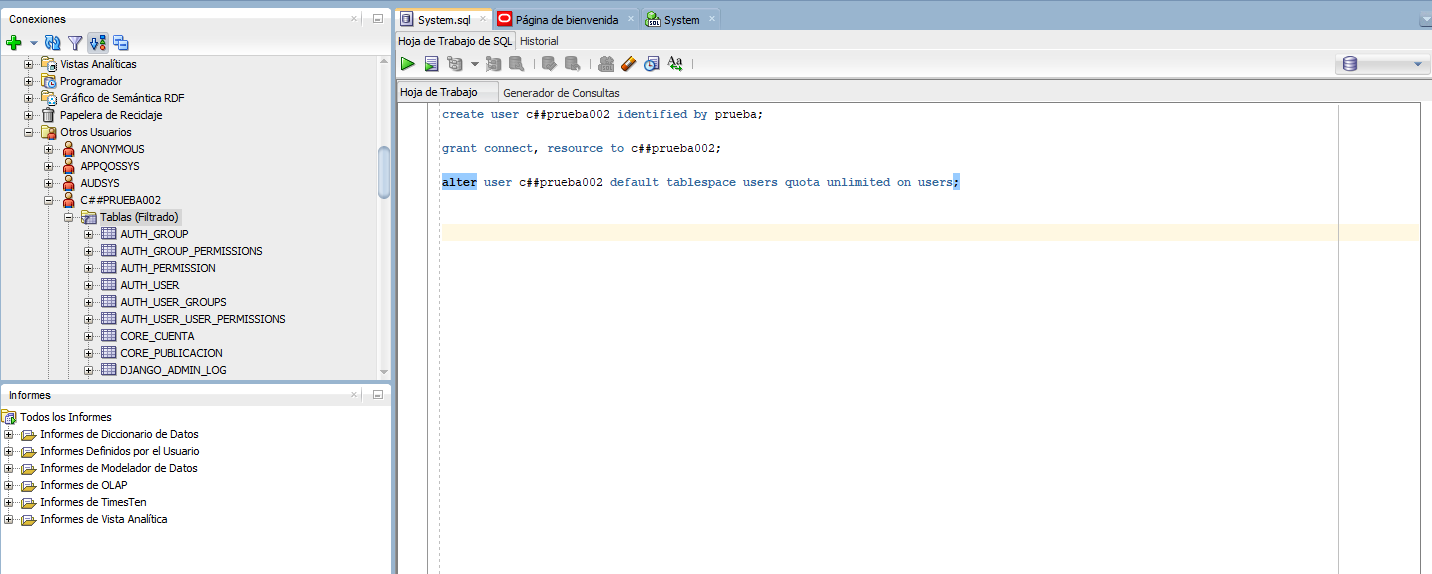 Conexiones
Vistas Analíticas
Programador
Gráfico de Semántica RDF
Papelera de Reciclaje
Otros Usuarios
ANONYMOUS
APPQOSSYS
AUDSYS
C##PRUEBA002
Tablas (Filtrado)
AUTH_GROUP
AUTH_GROUP_PERMISSIONS
AUTH_PERMISSION
AUTH_USER
AUTH_USER_GROUPS
AUTH_USER_USER_PERMISSIONS
CORE_CUENTA
CORE_PUBLICACION
DJANGO_ADMIN_LOG
Informes
Todos los Informes
Informes de Diccionario de Datos
Informes Definidos por el Usuario
Informes de Modelador de Datos
Informes de OLAP
Informes de TimesTen
Informes de Vista Analítica
System.sql Página de bienvenida SQL System
Hoja de Trabajo de SQL Historial
Aa
Hoja de Trabajo Generador de Consultas
create user c##prueba002 identified by prueba;
grant connect, resource to c##prueba002;
alter user c##prueba002 default tablespace users quota unlimited on users;